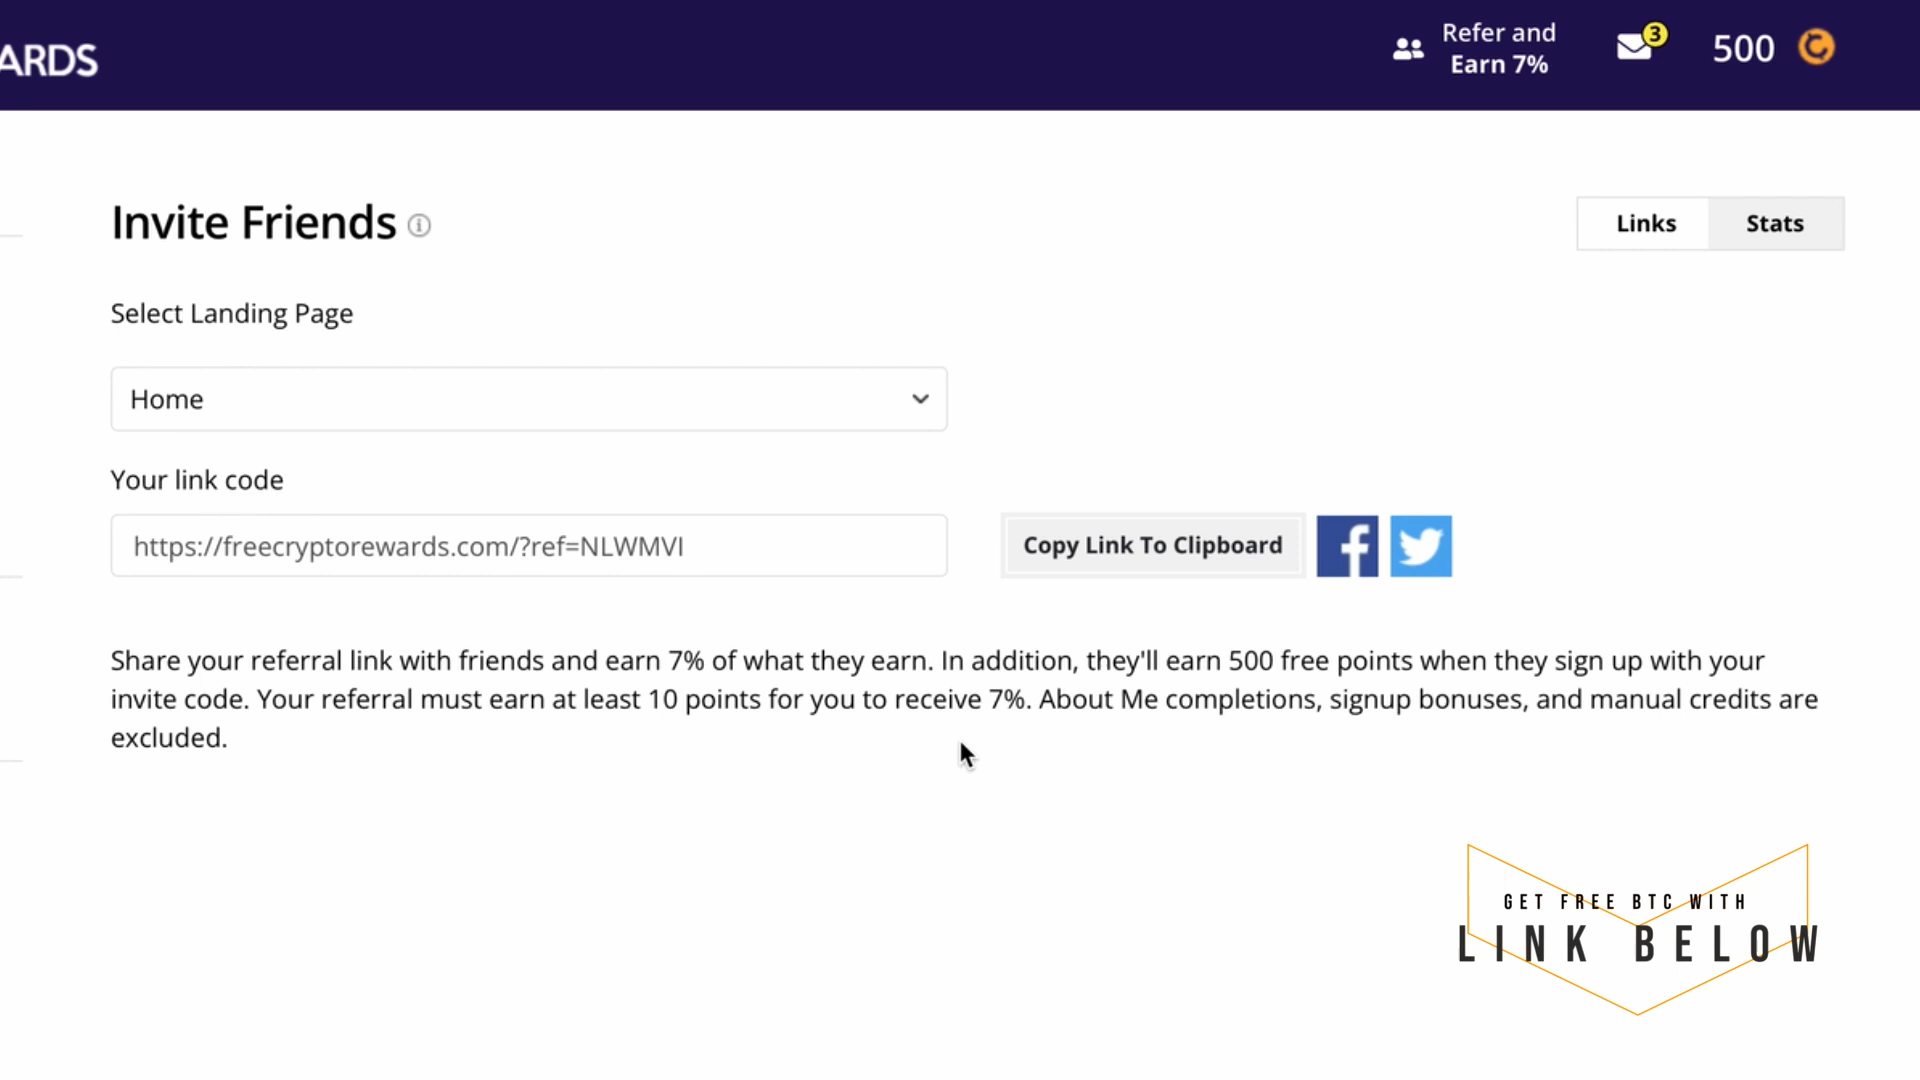 ARDS
Refer and
Earn 7%
3
500
Invite Friends
Links
Stats
Select Landing Page
Home
Your link code
https://freecryptorewards.com/?ref=NLWMVI
Copy Link To Clipboard
Share your referral link with friends and earn 7% of what they earn. In addition, they'll earn 500 free points when they sign up with your
invite code. Your referral must earn at least 10 points for you to receive 7%. About Me completions, signup bonuses, and manual credits are
excluded.
GET FREE BTC WITH
LINK BELOW